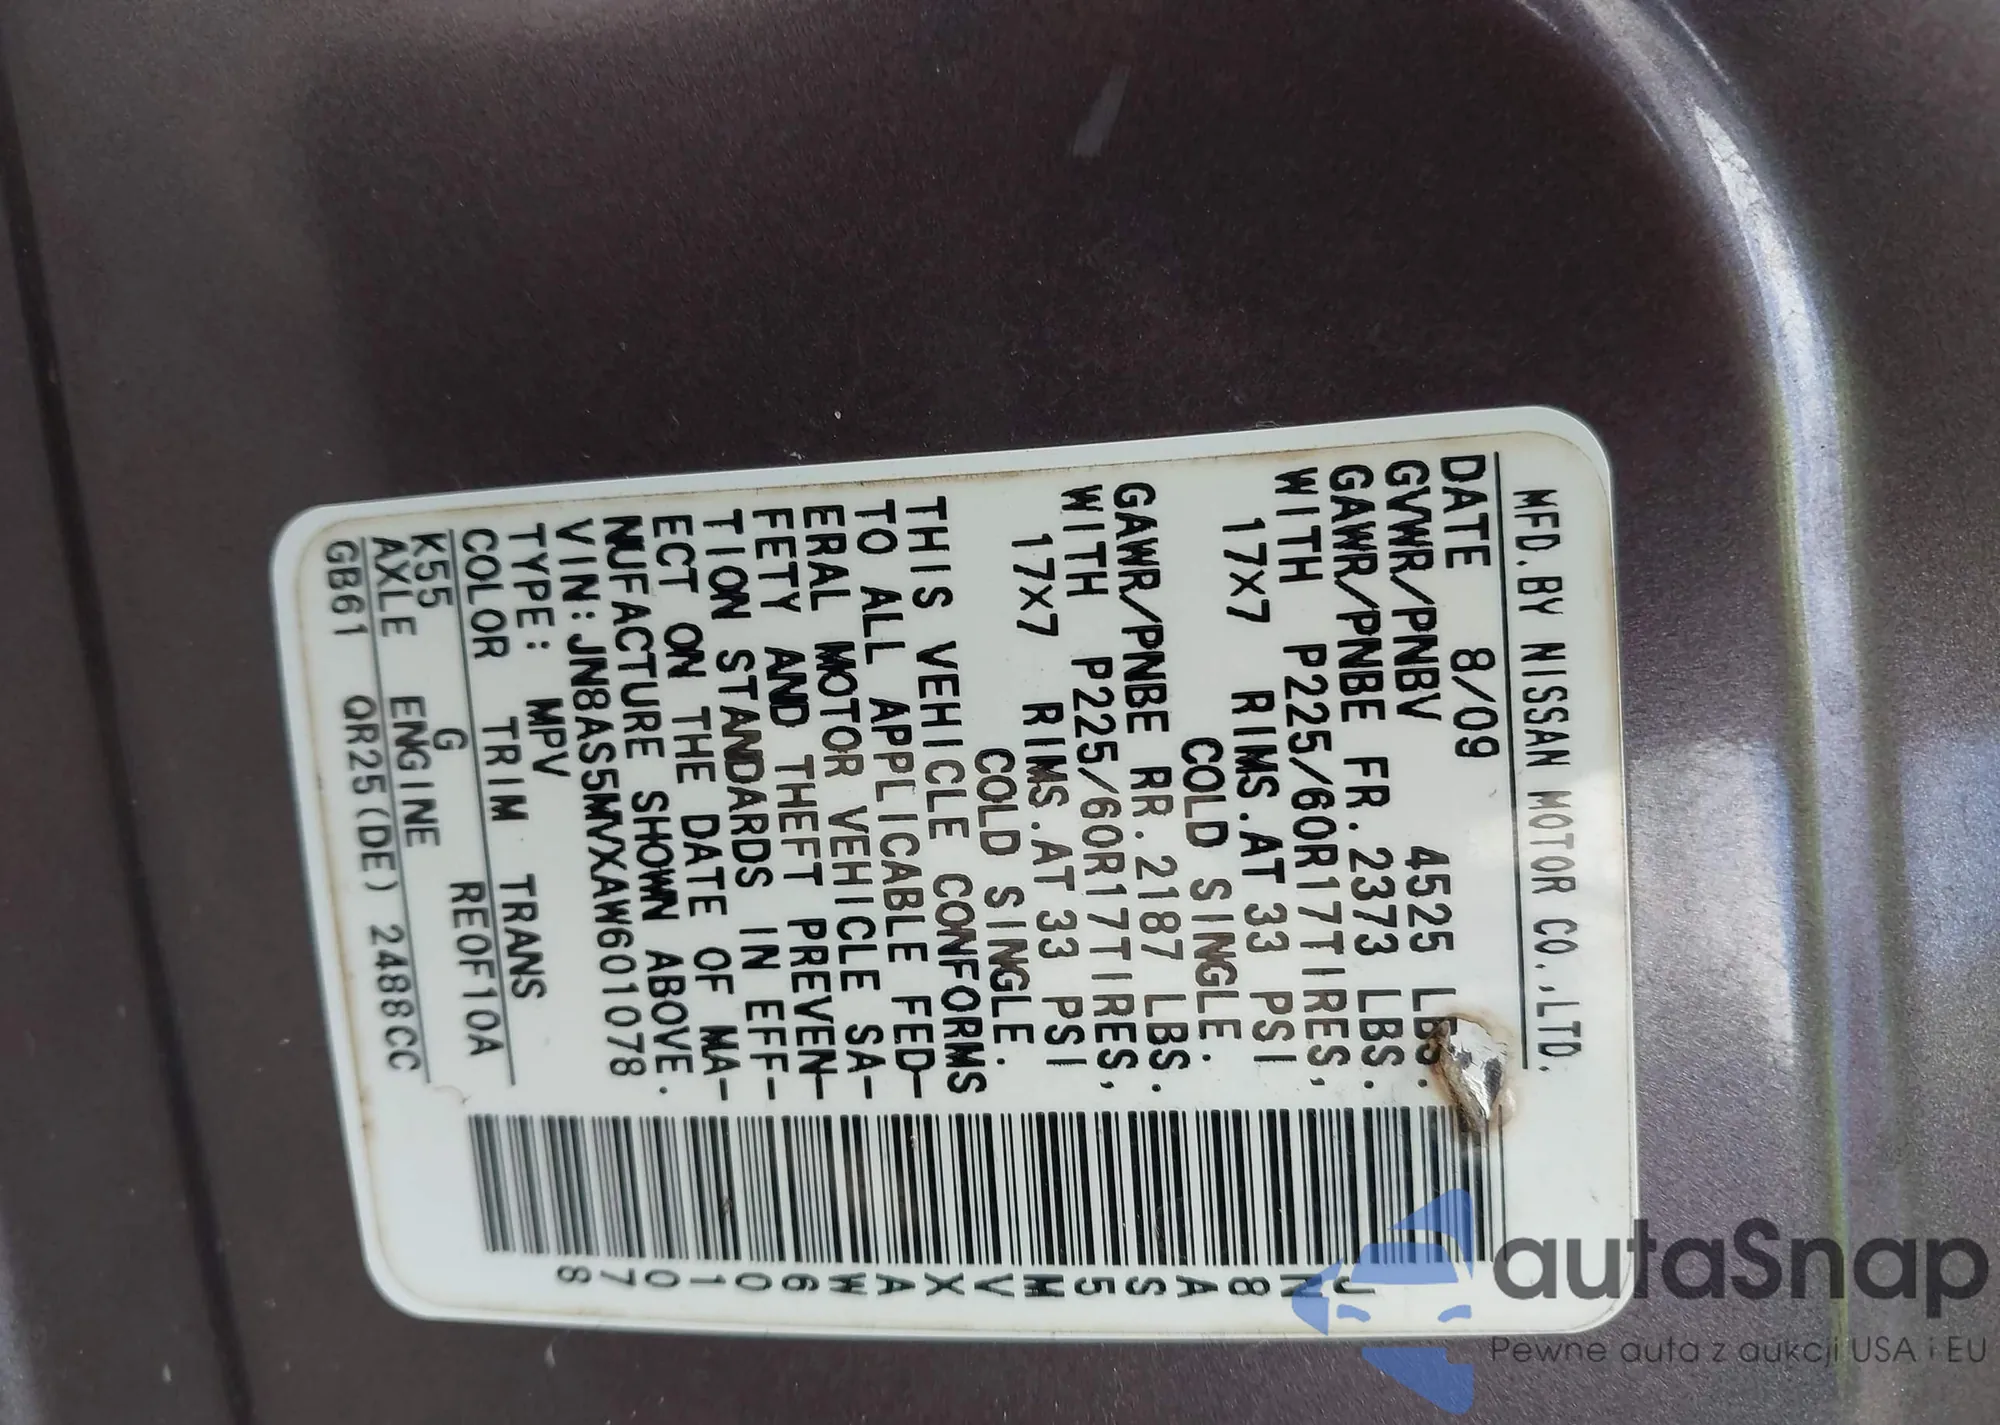 MFD.BY NISSAN MOTOR CO.,LTD.
DATE 8/09
GVWR/PNBV 4525 LBS.
GAWR/PNBE FR.2373 LBS.
WITH P225/60R17TIRES,
17X7 RIMS.AT 33 PSI
COLD SINGLE.
GAWR/PNBE RR.2187 LBS.
WITH P225/60R17TIRES,
17X7 RIMS.AT 33 PSI
COLD SINGLE.
THIS VEHICLE CONFORMS
TO ALL APPLICABLE FED-
ERAL MOTOR VEHICLE SA-
FETY AND THEFT PREVEN-
TION STANDARDS IN EFF-
ECT ON THE DATE OF MA-
NUFACTURE SHOWN ABOVE.
VIN:JN8AS5MVXAW601078
TYPE: MPV
COLOR TRIM TRANS
K55 G REOF10A
AXLE ENGINE
GB61 QR25(DE) 2488CC
JN8AS5MVXAW601078
autaSnap
Pewne auta z aukcji USA i EU